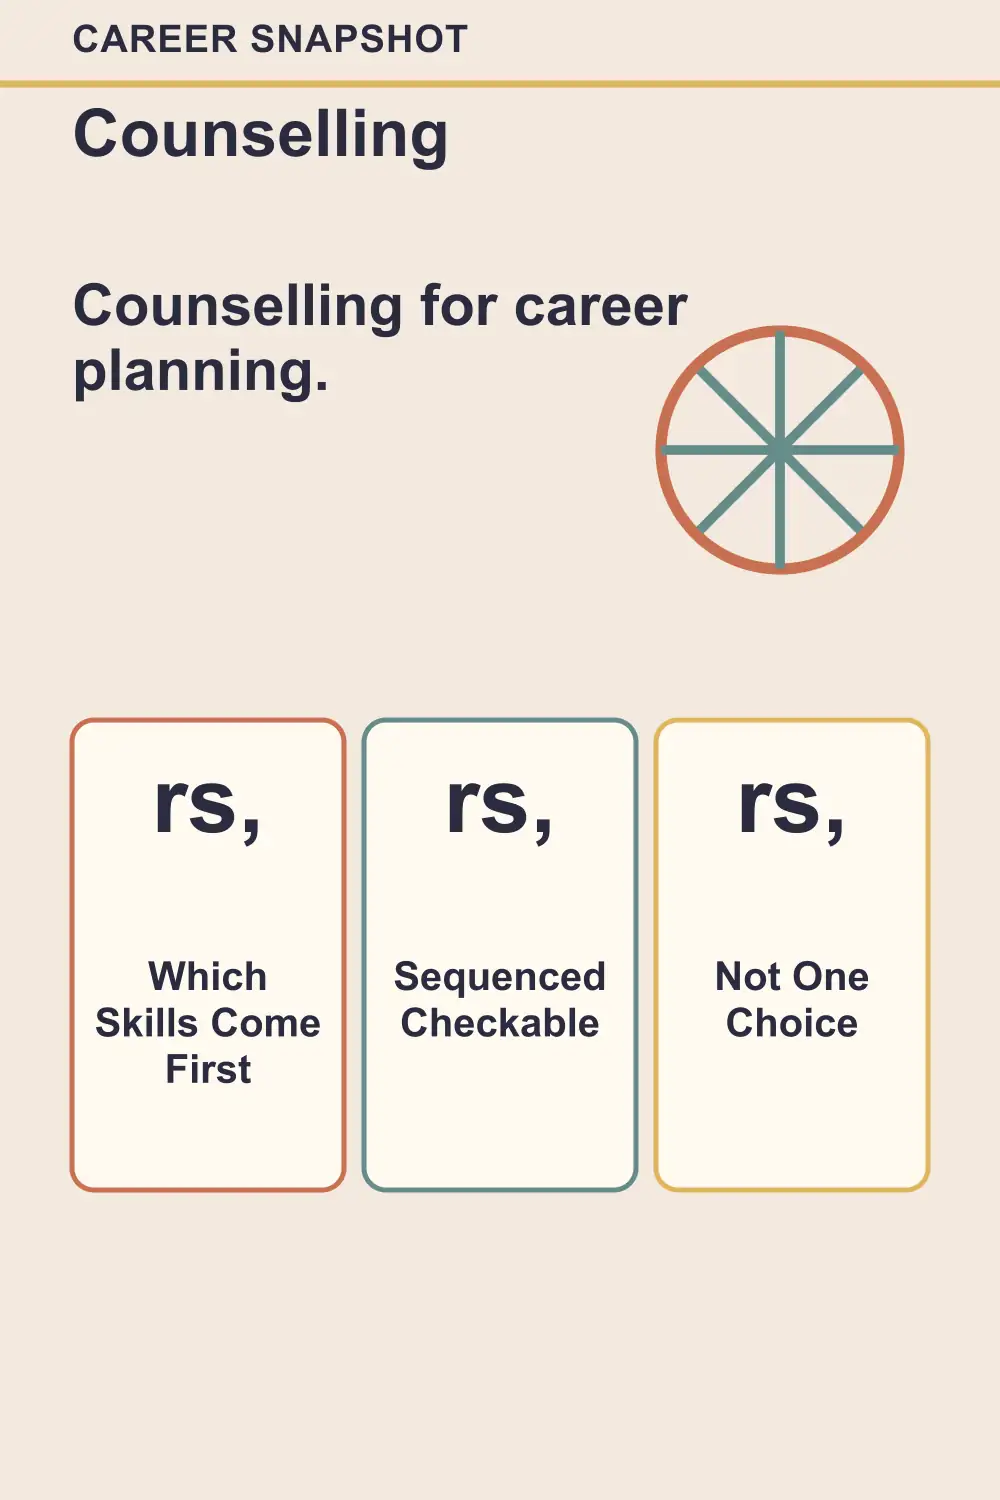 CAREER SNAPSHOT
Counselling
Counselling for career
planning.
rs,
Which
Skills Come
First
rs,
Sequenced
Checkable
rs,
Not One
Choice